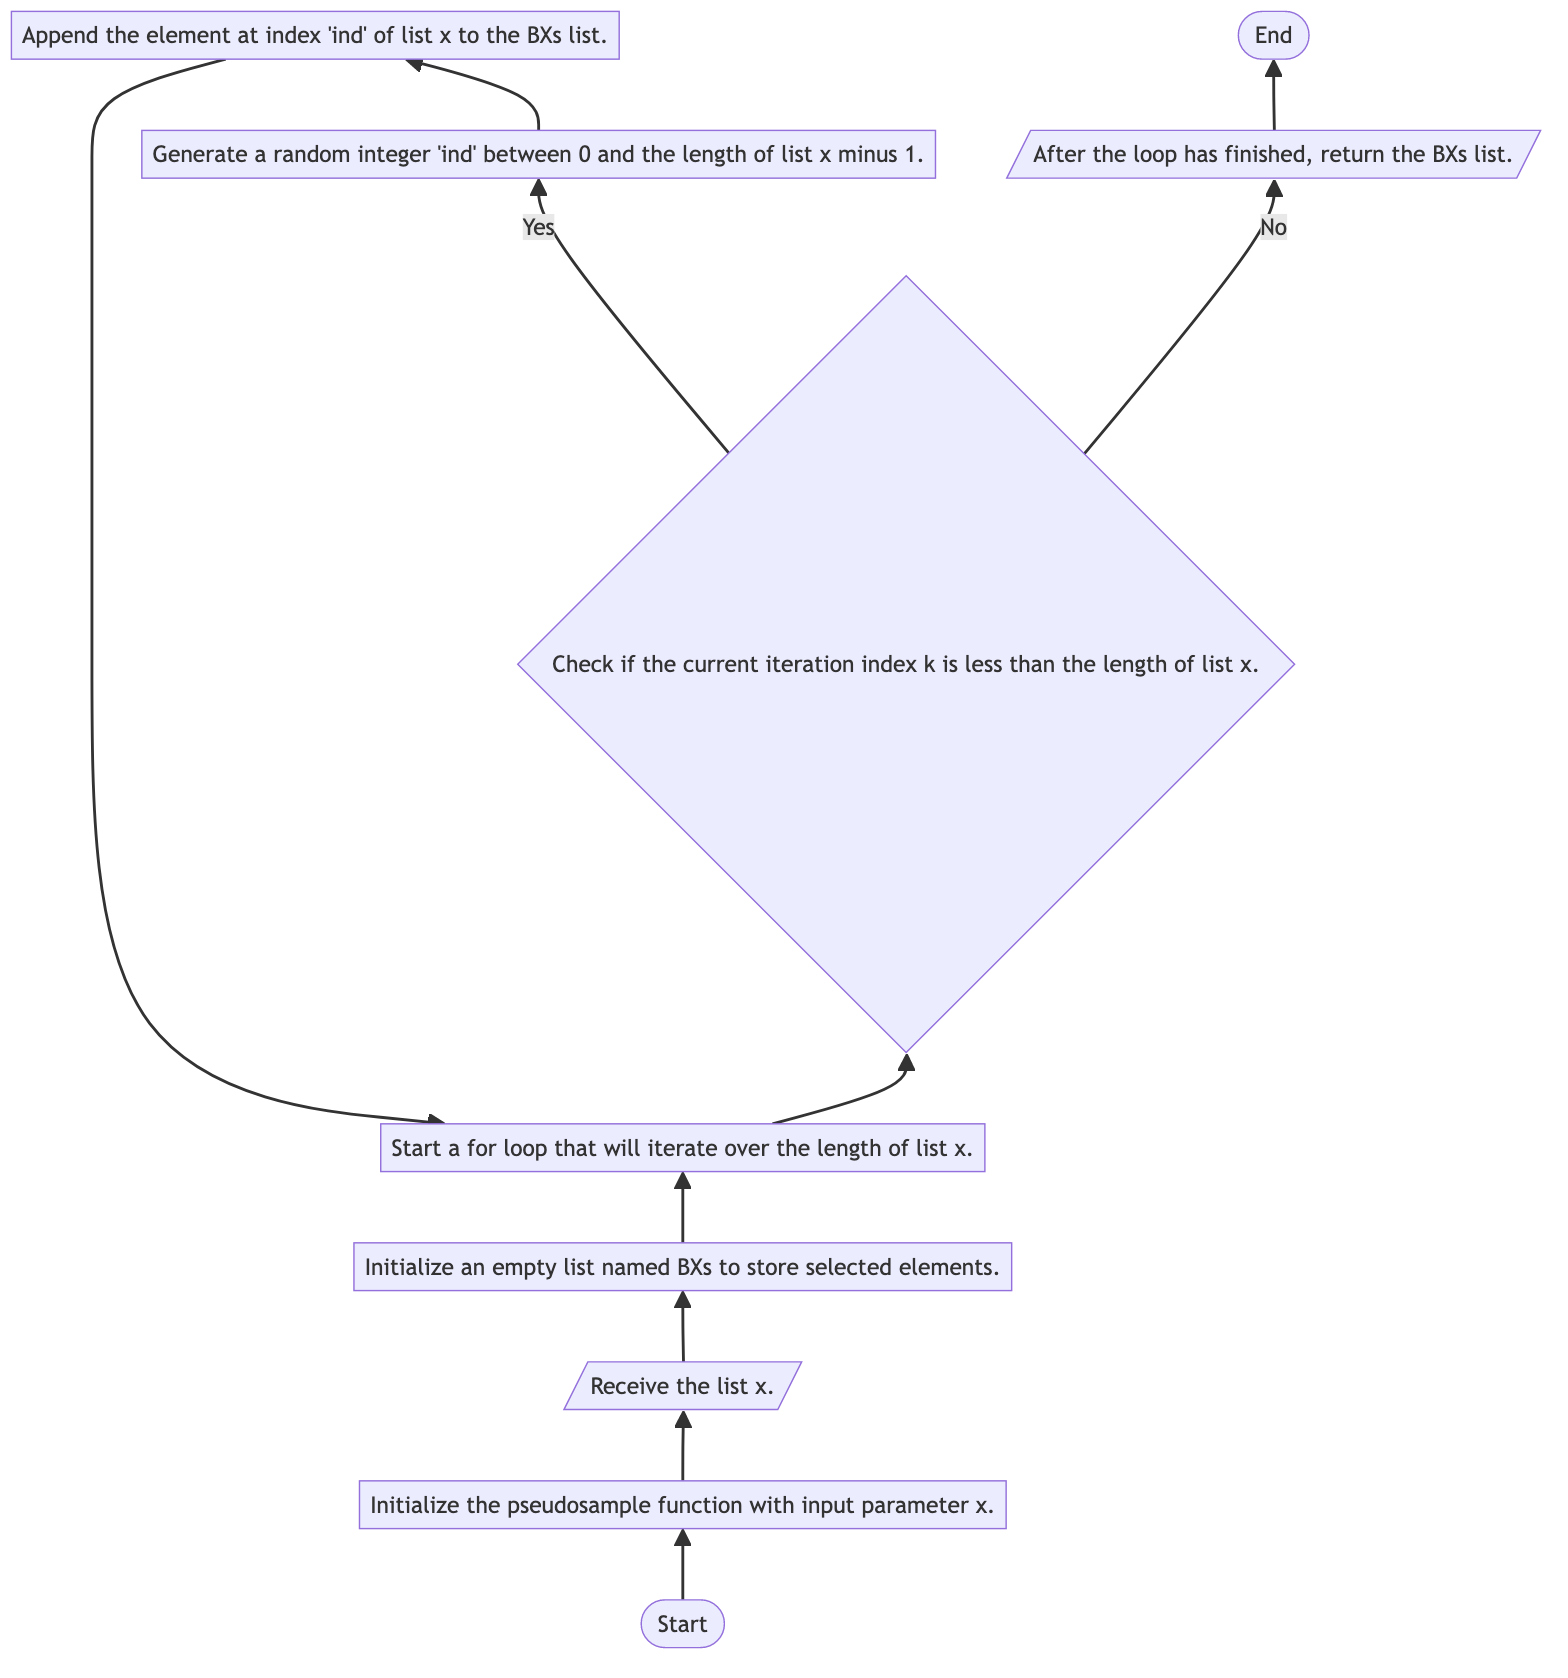 Append the element at index 'ind' of list x to the BXs list.
End
Generate a random integer 'ind' between 0 and the length of list x minus 1.
After the loop has finished, return the BXs list.
Yes
No
Check if the current iteration index k is less than the length of list x.
Start a for loop that will iterate over the length of list x.
Initialize an empty list named BXs to store selected elements.
Receive the list x.
Initialize the pseudosample function with input parameter x.
Start